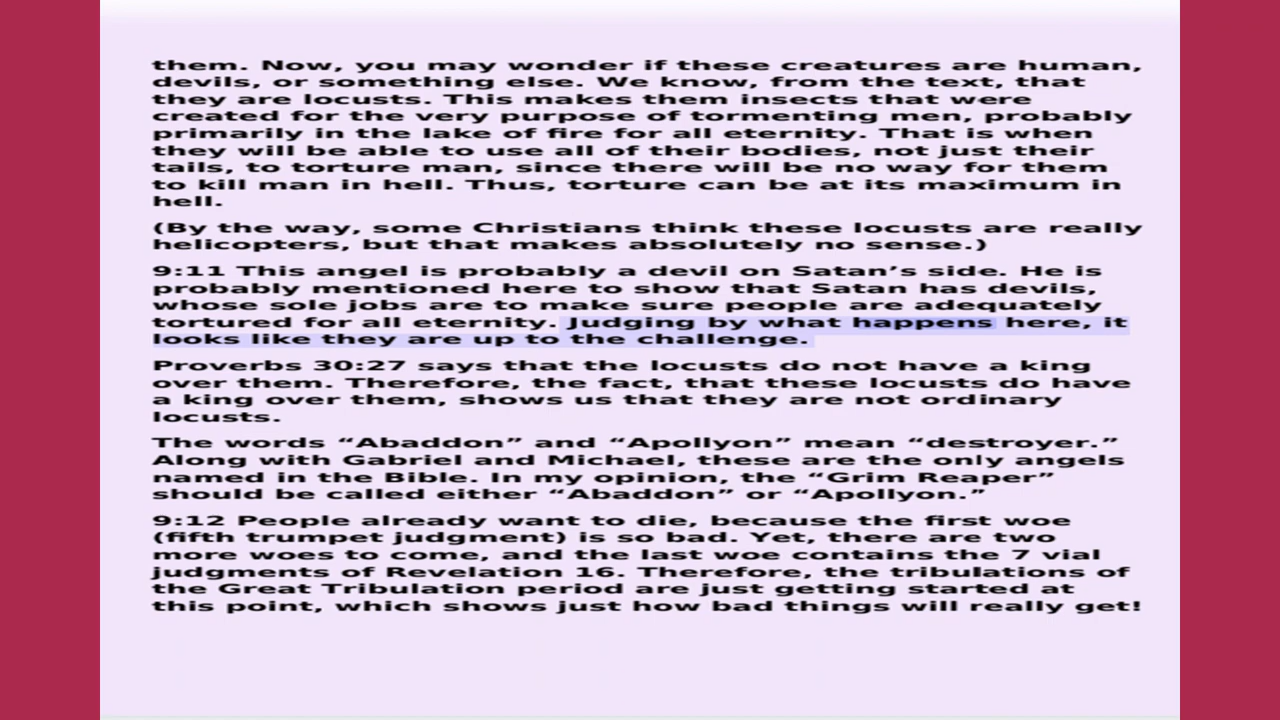 them. Now, you may wonder if these creatures are human,
devils, or something else. We know, from the text, that
they are locusts. This makes them insects that were
created for the very purpose of tormenting men, probably
primarily in the lake of fire for all eternity. That is when
they will be able to use all of their bodies, not just their
tails, to torture man, since there will be no way for them
to kill man in hell. Thus, torture can be at its maximum in
hell.
(By the way, some Christians think these locusts are really
helicopters, but that makes absolutely no sense.)
9:11 This angel is probably a devil on Satan’s side. He is
probably mentioned here to show that Satan has devils,
whose sole jobs are to make sure people are adequately
tortured for all eternity. Judging by what happens here, it
looks like they are up to the challenge.
Proverbs 30:27 says that the locusts do not have a king
over them. Therefore, the fact, that these locusts do have
a king over them, shows us that they are not ordinary
locusts.
The words “Abaddon” and “Apollyon” mean “destroyer.”
Along with Gabriel and Michael, these are the only angels
named in the Bible. In my opinion, the “Grim Reaper”
should be called either “Abaddon” or “Apollyon.”
9:12 People already want to die, because the first woe
(fifth trumpet judgment) is so bad. Yet, there are two
more woes to come, and the last woe contains the 7 vial
judgments of Revelation 16. Therefore, the tribulations of
the Great Tribulation period are just getting started at
this point, which shows just how bad things will really get!